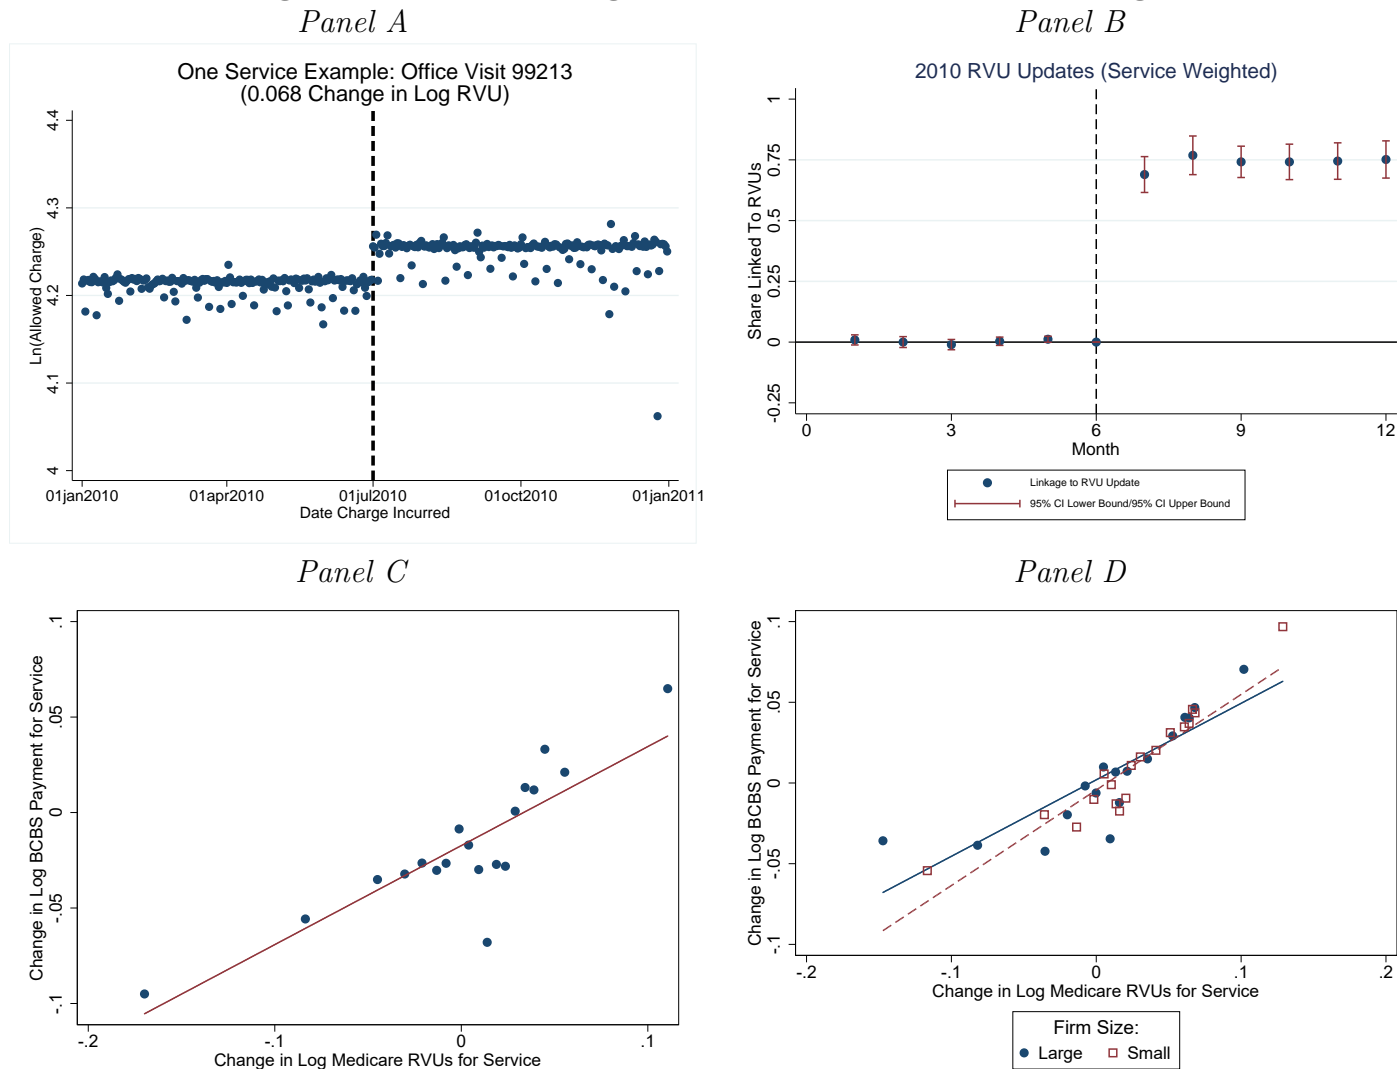 Panel A
One Service Example: Office Visit 99213
(0.068 Change in Log RVU)
Ln(Allowed Charge)
4.4
4.3
4.2
4.1
4
01jan2010
01apr2010
01jul2010
01oct2010
01jan2011
Date Charge Incurred
Panel B
2010 RVU Updates (Service Weighted)
Share Linked To RVUs
1
0.75
0.5
0.25
0
-0.25
0
3
6
9
12
Month
Linkage to RVU Update
95% CI Lower Bound/95% CI Upper Bound
Panel C
Change in Log BCBS Payment for Service
.1
.05
0
-.05
-.1
-.2
-.1
0
.1
Change in Log Medicare RVUs for Service
Panel D
Change in Log BCBS Payment for Service
.1
.05
0
-.05
-.1
-.2
-.1
0
.1
.2
Change in Log Medicare RVUs for Service
Firm Size:
Large
Small